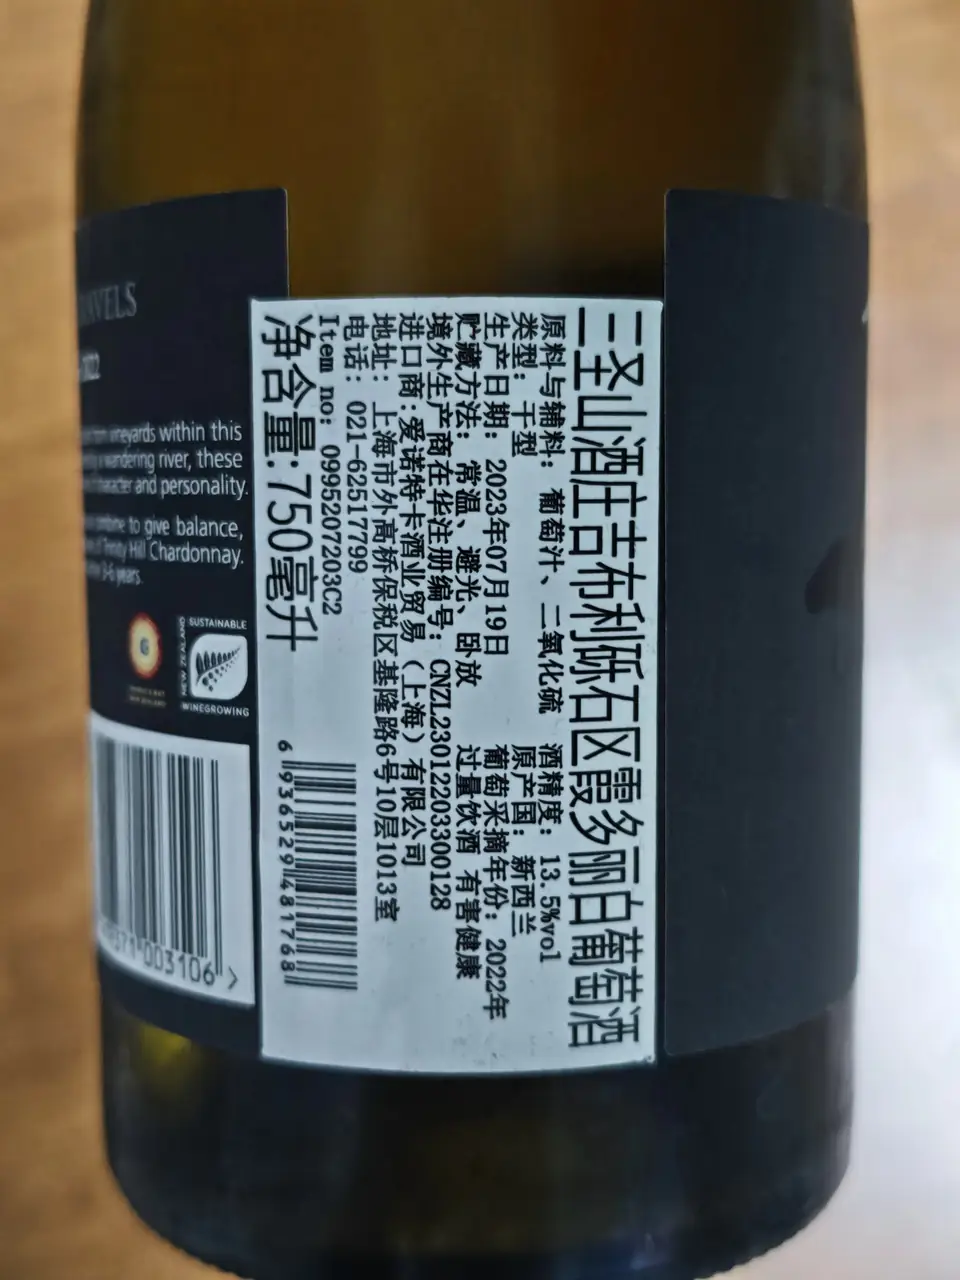 三圣山酒庄吉布利砾石区霞多丽白葡萄酒
原料与辅料： 葡萄汁、二氧化硫 酒精度： 13.5%vol
类型： 干型 原产国： 新西兰
生产日期： 2023年07月19日 葡萄采摘年份： 2022年
贮藏方法： 常温、避光、卧放 过量饮酒 有害健康
境外生产商在华注册编号： CNZL23012203300128
进口商：爱诺特卡酒业贸易（上海）有限公司
地址： 上海市外高桥保税区基隆路6号10层1013室
电话： 021-62517799
Item no: 0995207203C2
净含量:750毫升
6 936529 481768
2022
vineyards within this
wandering river, these
character and personality.
combine to give balance,
Trinity Hill Chardonnay.
3-6 years.
SUSTAINABLE
NEW ZEALAND
WINEGROWING
003106 >